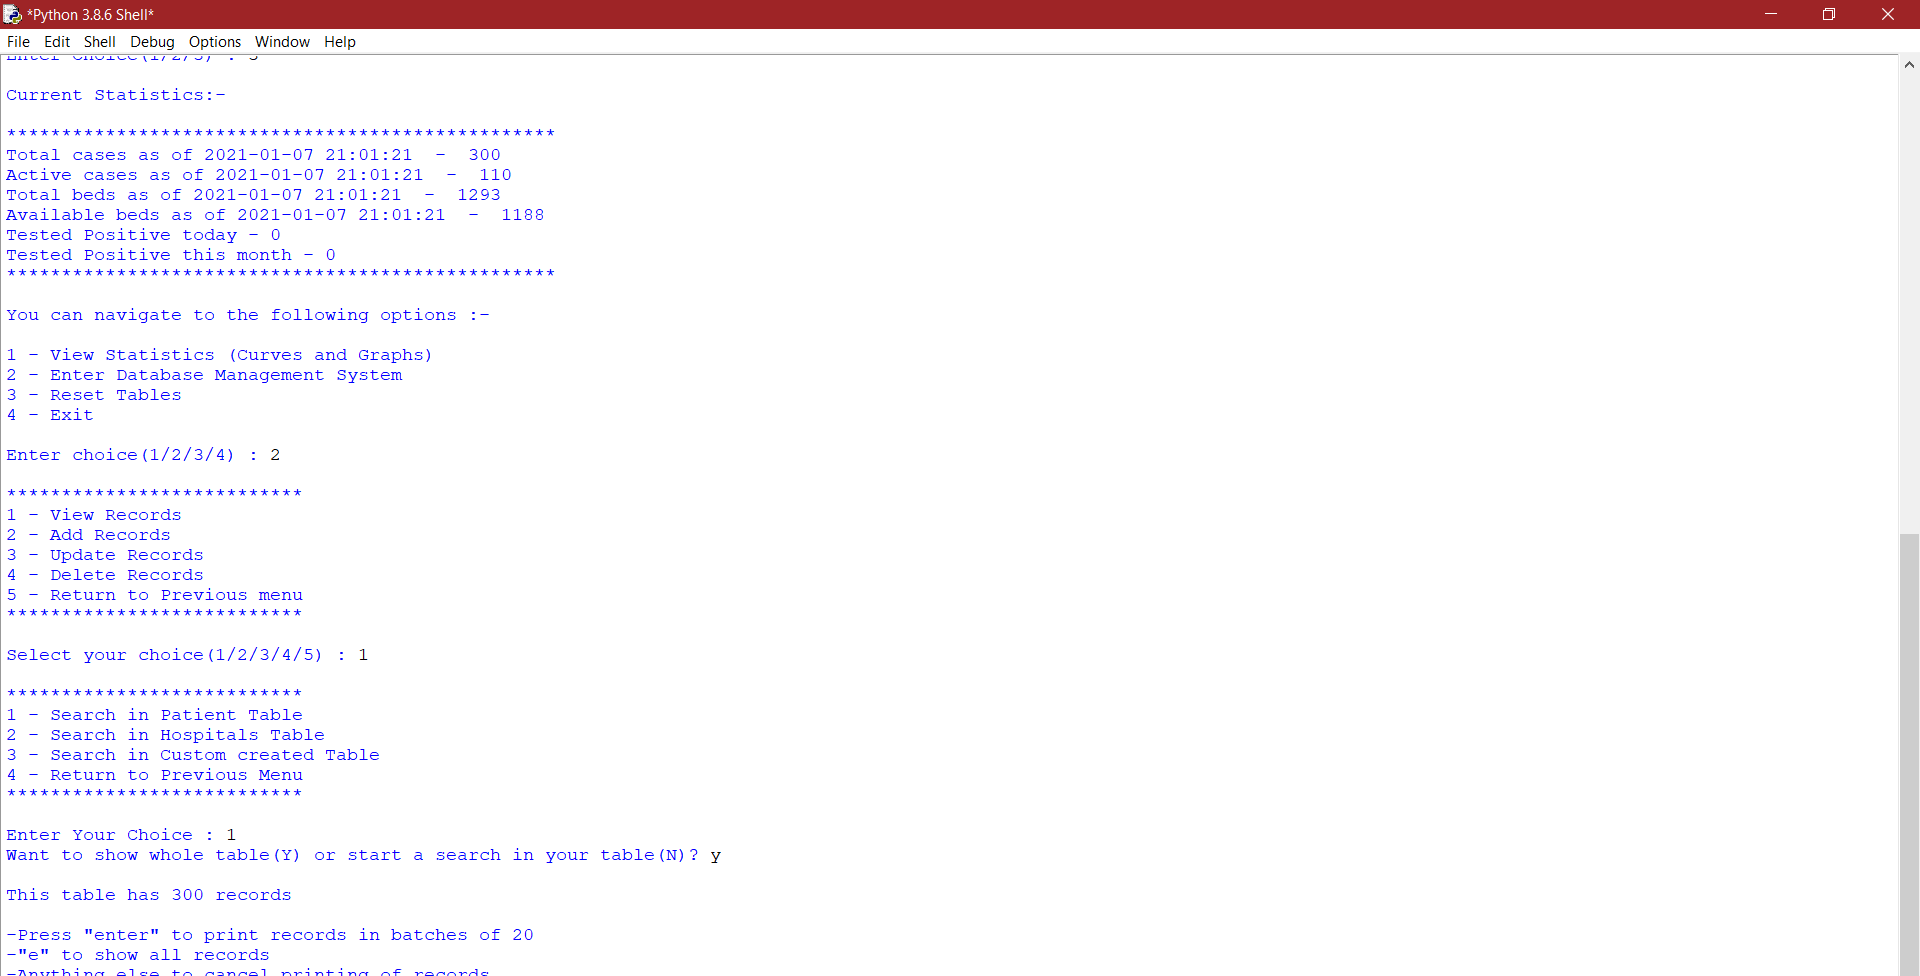 *Python 3.8.6 Shell*
File Edit Shell Debug Options Window Help
Enter Choice(1/2/3) : 3
Current Statistics:-
**************************************************
Total cases as of 2021-01-07 21:01:21  -  300
Active cases as of 2021-01-07 21:01:21  -  110
Total beds as of 2021-01-07 21:01:21  -  1293
Available beds as of 2021-01-07 21:01:21  -  1188
Tested Positive today - 0
Tested Positive this month - 0
**************************************************
You can navigate to the following options :-
1 - View Statistics (Curves and Graphs)
2 - Enter Database Management System
3 - Reset Tables
4 - Exit
Enter choice(1/2/3/4) : 2
***************************
1 - View Records
2 - Add Records
3 - Update Records
4 - Delete Records
5 - Return to Previous menu
***************************
Select your choice(1/2/3/4/5) : 1
***************************
1 - Search in Patient Table
2 - Search in Hospitals Table
3 - Search in Custom created Table
4 - Return to Previous Menu
***************************
Enter Your Choice : 1
Want to show whole table(Y) or start a search in your table(N)? y
This table has 300 records
-Press "enter" to print records in batches of 20
-"e" to show all records
-Anything else to cancel printing of records